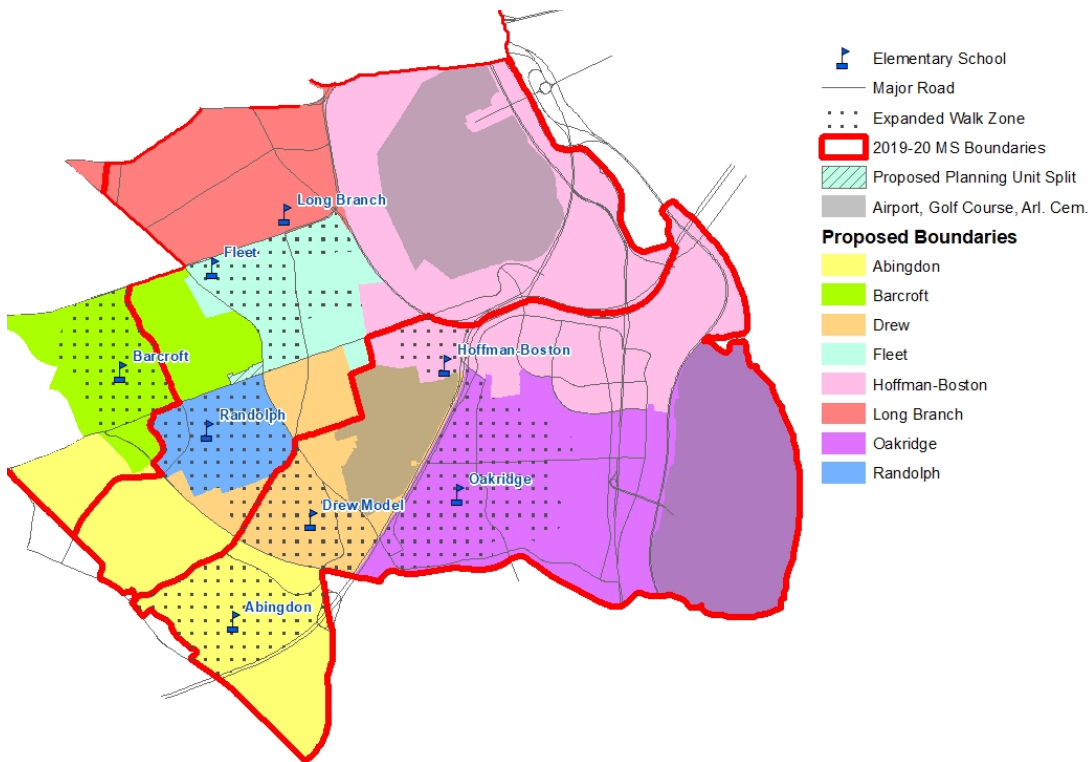 Elementary School
Major Road
Expanded Walk Zone
2019-20 MS Boundaries
Proposed Planning Unit Split
Airport, Golf Course, Arl. Cem.
Proposed Boundaries
Abingdon
Barcroft
Drew
Fleet
Hoffman-Boston
Long Branch
Oakridge
Randolph
Long Branch
Fleet
Barcroft
Hoffman-Boston
Randolph
Oakridge
Drew Model
Abingdon